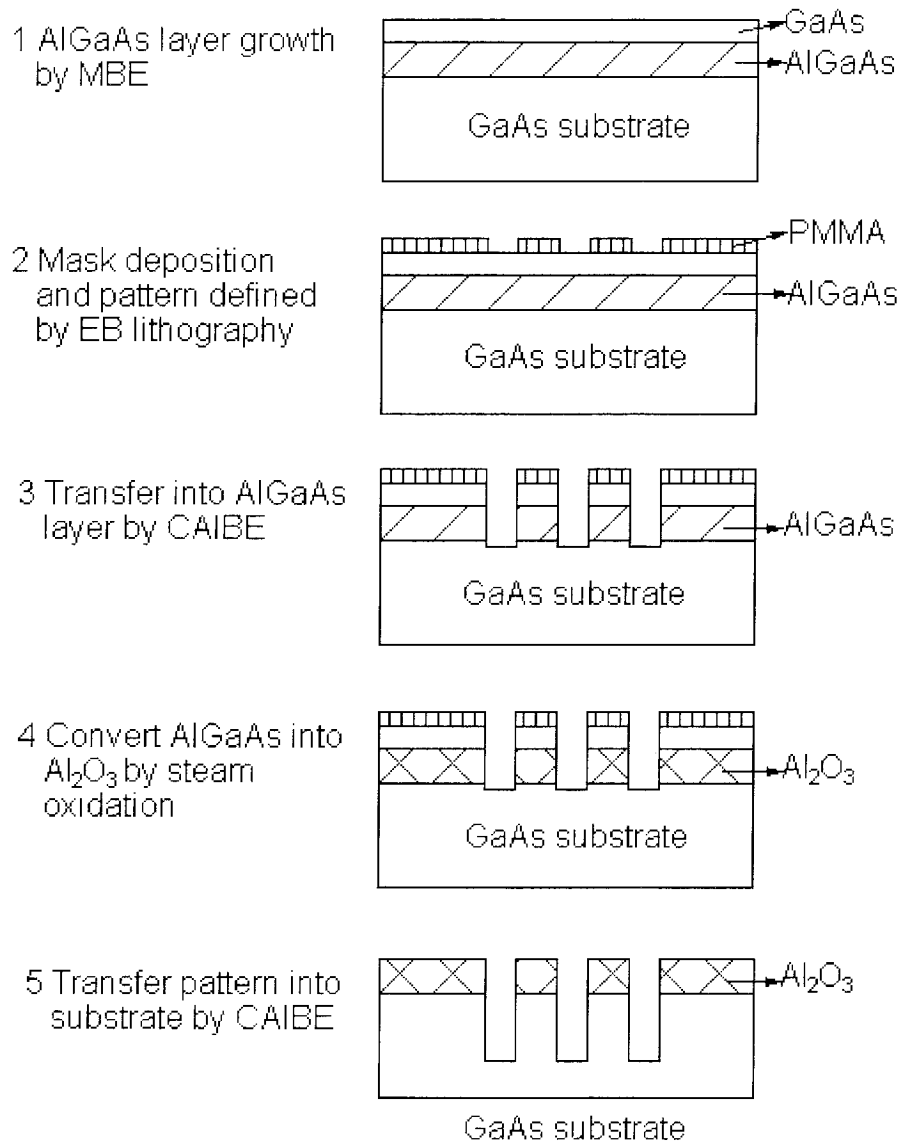 1 AlGaAs layer growth
by MBE
GaAs
AlGaAs
GaAs substrate
2 Mask deposition
and pattern defined
by EB lithography
PMMA
AlGaAs
GaAs substrate
3 Transfer into AlGaAs
layer by CAIBE
AlGaAs
GaAs substrate
4 Convert AlGaAs into
Al₂O₃ by steam
oxidation
Al₂O₃
GaAs substrate
5 Transfer pattern into
substrate by CAIBE
Al₂O₃
GaAs substrate